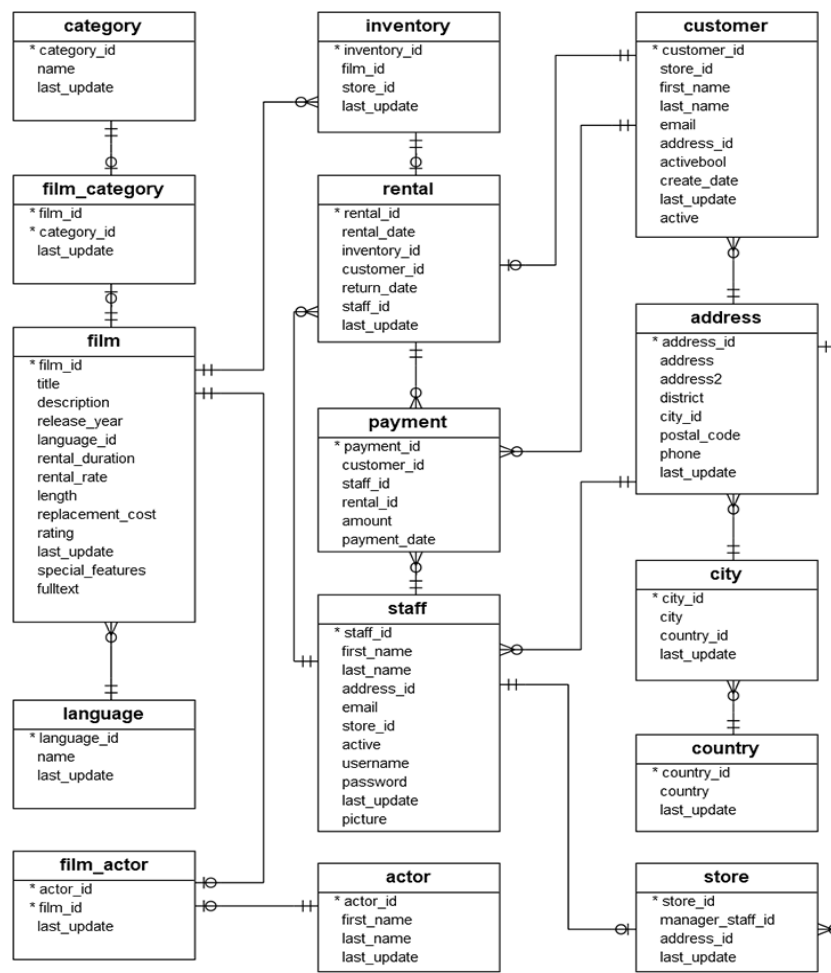 category
* category_id
name
last_update
film_category
* film_id
* category_id
last_update
film
* film_id
title
description
release_year
language_id
rental_duration
rental_rate
length
replacement_cost
rating
last_update
special_features
fulltext
language
* language_id
name
last_update
film_actor
* actor_id
* film_id
last_update
inventory
* inventory_id
film_id
store_id
last_update
rental
* rental_id
rental_date
inventory_id
customer_id
return_date
staff_id
last_update
payment
* payment_id
customer_id
staff_id
rental_id
amount
payment_date
staff
* staff_id
first_name
last_name
address_id
email
store_id
active
username
password
last_update
picture
actor
* actor_id
first_name
last_name
last_update
customer
* customer_id
store_id
first_name
last_name
email
address_id
activebool
create_date
last_update
active
address
* address_id
address
address2
district
city_id
postal_code
phone
last_update
city
* city_id
city
country_id
last_update
country
* country_id
country
last_update
store
* store_id
manager_staff_id
address_id
last_update